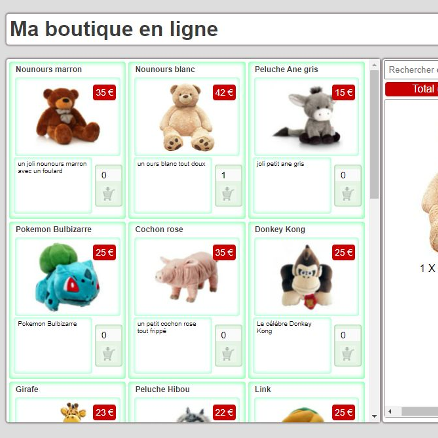 Ma boutique en ligne
Nounours marron
Nounours blanc
Peluche Ane gris
35 €
42 €
15 €
un joli nounours marron
avec un foulard
0
un ours blanc tout doux
1
joli petit ane gris
0
Pokemon Bulbizarre
Cochon rose
Donkey Kong
25 €
35 €
25 €
Pokemon Bulbizarre
0
un petit cochon rose
tout frippé
0
Le célébre Donkey
Kong
0
Girafe
Peluche Hibou
Link
23 €
22 €
25 €
Rechercher
Total
1 X